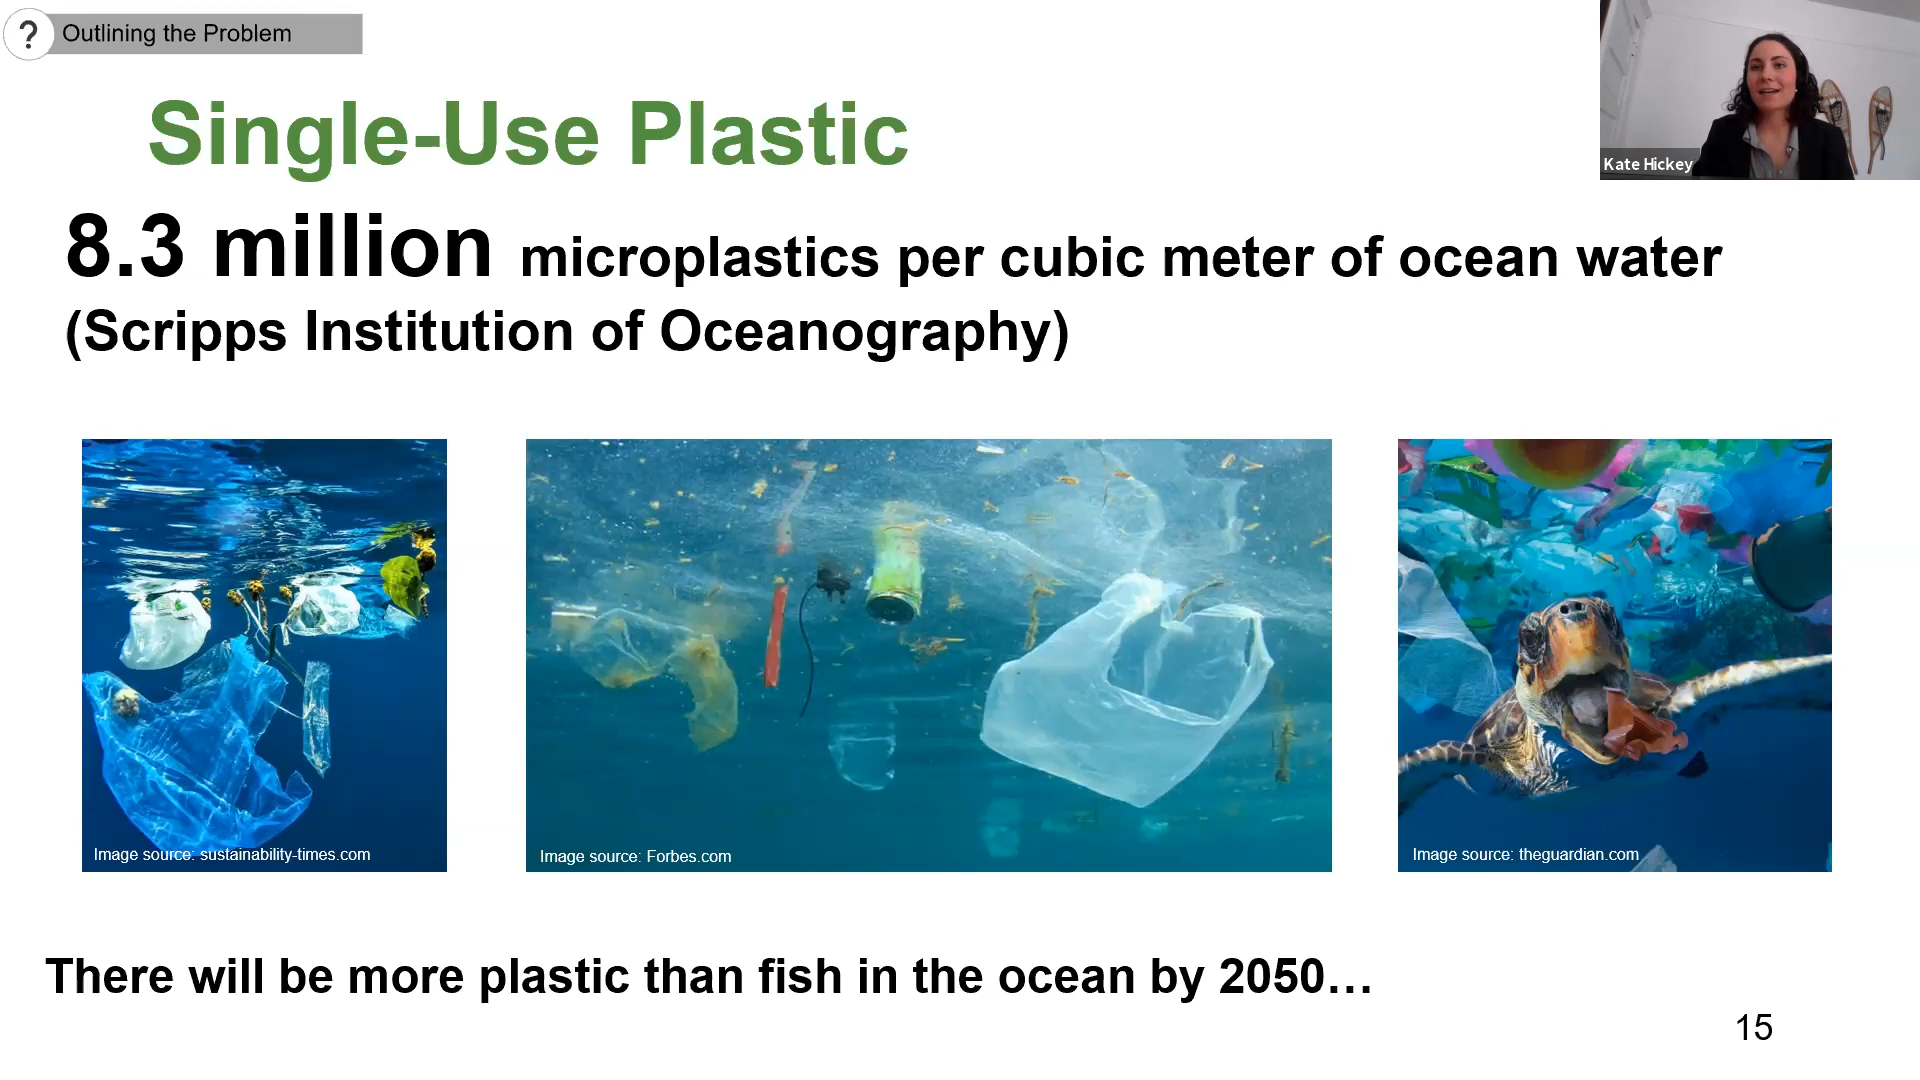 ? Outlining the Problem
Kate Hickey
Single-Use Plastic
8.3 million microplastics per cubic meter of ocean water
(Scripps Institution of Oceanography)
Image source: sustainability-times.com
Image source: Forbes.com
Image source: theguardian.com
There will be more plastic than fish in the ocean by 2050…
15